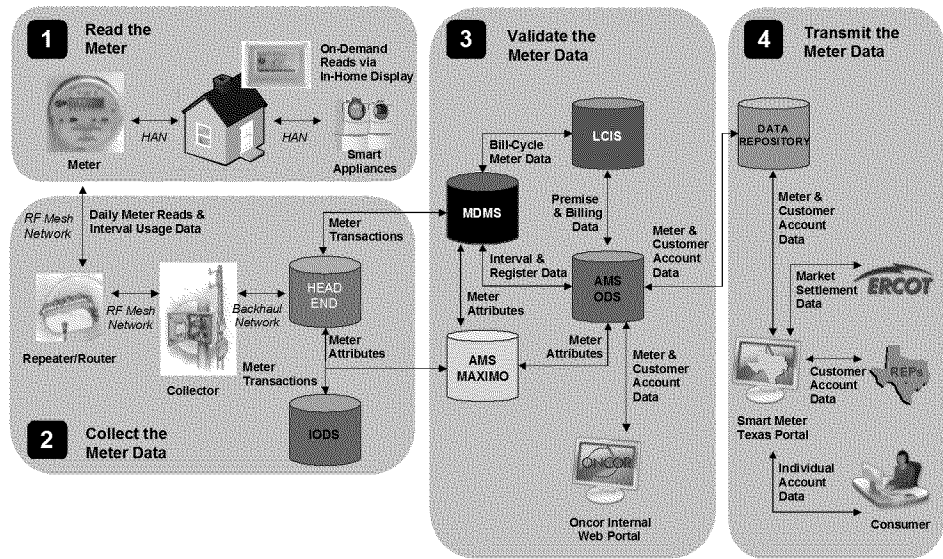 1
Read the
Meter
On-Demand
Reads via
In-Home Display
HAN
HAN
Meter
Smart
Appliances
RF Mesh
Network
Daily Meter Reads &
Interval Usage Data
Meter
Transactions
HEAD
END
RF Mesh
Network
Backhaul
Network
Repeater/Router
Collector
Meter
Attributes
Meter
Transactions
IODS
2
Collect the
Meter Data
3
Validate the
Meter Data
LCIS
Bill-Cycle
Meter Data
MDMS
Premise
& Billing
Data
Interval
& Register Data
Meter &
Customer
Account
Data
AMS
ODS
Meter
Attributes
AMS
MAXIMO
Meter
Attributes
Meter &
Customer
Account
Data
ONCOR
Oncor Internal
Web Portal
4
Transmit the
Meter Data
DATA
REPOSITORY
Meter &
Customer
Account
Data
Market
Settlement
Data
ERCOT
Customer
Account
Data
REPs
Smart Meter
Texas Portal
Individual
Account
Data
Consumer